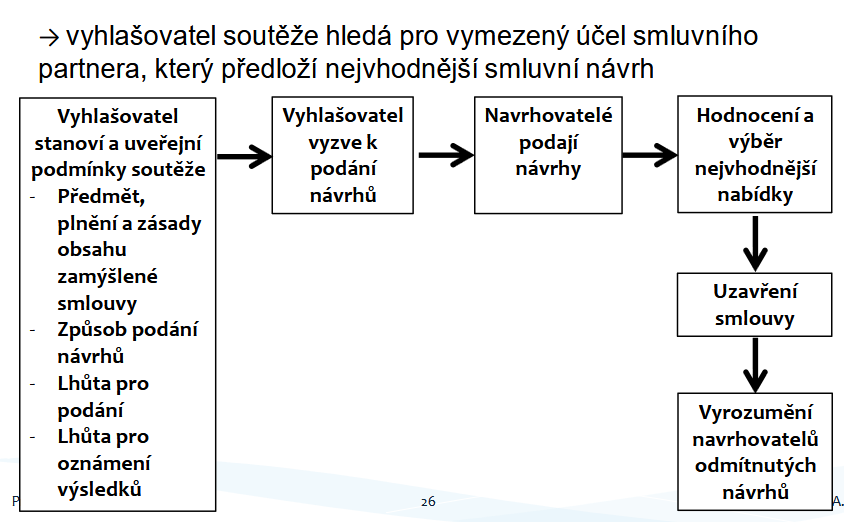 → vyhlašovatel soutěže hledá pro vymezený účel smluvního
partnera, který předloží nejvhodnější smluvní návrh
Vyhlašovatel
stanoví a uveřejní
podmínky soutěže
- Předmět,
plnění a zásady
obsahu
zamýšlené
smlouvy
- Způsob podání
návrhů
- Lhůta pro
podání
- Lhůta pro
oznámení
výsledků
Vyhlašovatel
vyzve k
podání
návrhů
Navrhovatelé
podají
návrhy
Hodnocení a
výběr
nejvhodnější
nabídky
Uzavření
smlouvy
Vyrozumění
navrhovatelů
odmítnutých
návrhů
P
26
A.